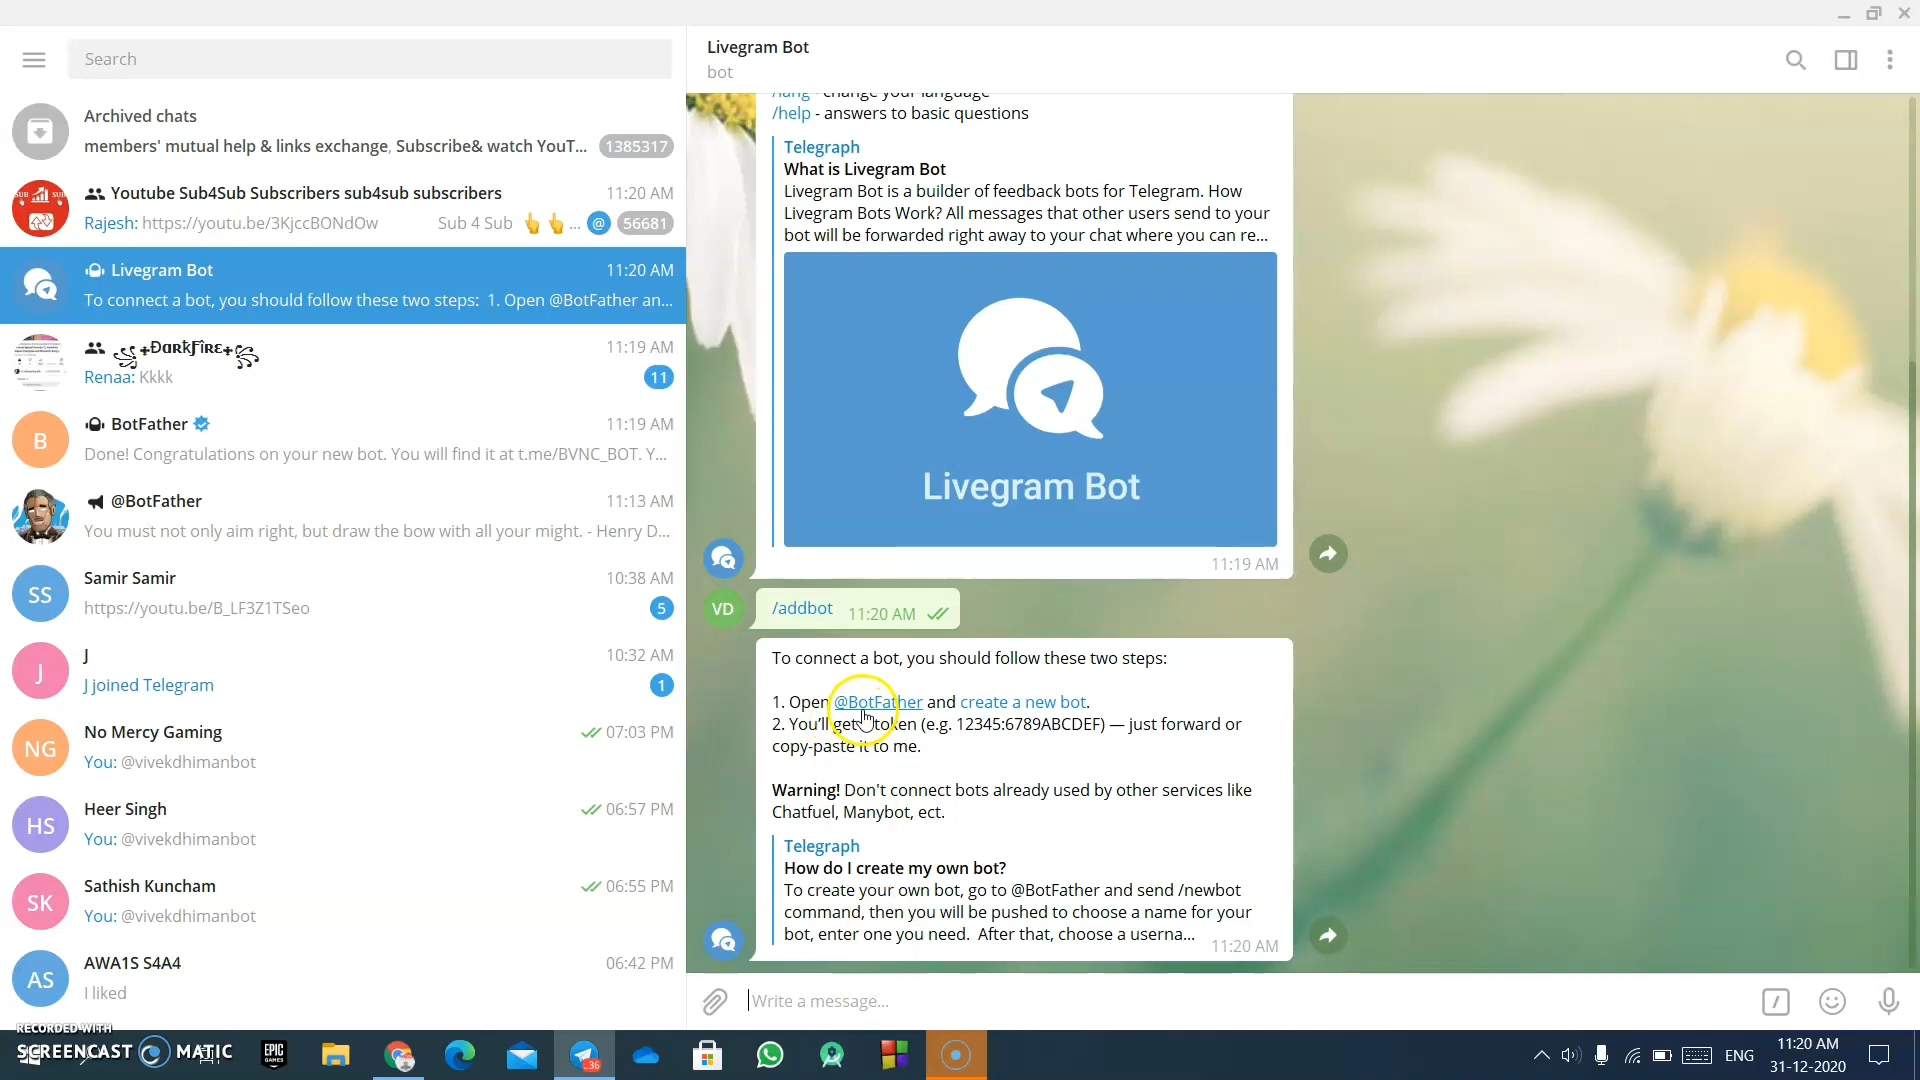 Search
Archived chats
members' mutual help & links exchange, Subscribe& watch YouT... 1385317
Youtube Sub4Sub Subscribers sub4sub subscribers 11:20 AM
Rajesh: https://youtu.be/3KjccBONdOw Sub 4 Sub 👆👆... @ 56681
Livegram Bot 11:20 AM
To connect a bot, you should follow these two steps: 1. Open @BotFather an...
11:19 AM
Renaa: Kkkk 11
B
BotFather 11:19 AM
Done! Congratulations on your new bot. You will find it at t.me/BVNC_BOT. Y...
@BotFather 11:13 AM
You must not only aim right, but draw the bow with all your might. - Henry D...
SS
Samir Samir 10:38 AM
https://youtu.be/B_LF3Z1TSeo 5
J
J 10:32 AM
J joined Telegram 1
NG
No Mercy Gaming 07:03 PM
You: @vivekdhimanbot
HS
Heer Singh 06:57 PM
You: @vivekdhimanbot
SK
Sathish Kuncham 06:55 PM
You: @vivekdhimanbot
AS
AWA1S S4A4 06:42 PM
I liked
Livegram Bot
bot
/lang - change your language
/help - answers to basic questions
Telegraph
What is Livegram Bot
Livegram Bot is a builder of feedback bots for Telegram. How
Livegram Bots Work? All messages that other users send to your
bot will be forwarded right away to your chat where you can re...
Livegram Bot
11:19 AM
VD
/addbot 11:20 AM
To connect a bot, you should follow these two steps:
1. Open @BotFather and create a new bot.
2. You'll get a token (e.g. 12345:6789ABCDEF) — just forward or
copy-paste it to me.
Warning! Don't connect bots already used by other services like
Chatfuel, Manybot, ect.
Telegraph
How do I create my own bot?
To create your own bot, go to @BotFather and send /newbot
command, then you will be pushed to choose a name for your
bot, enter one you need. After that, choose a userna...
11:20 AM
Write a message...
RECORDED WITH
SCREENCAST MATIC
EPIC
GAMES
..36
ENG
11:20 AM
31-12-2020